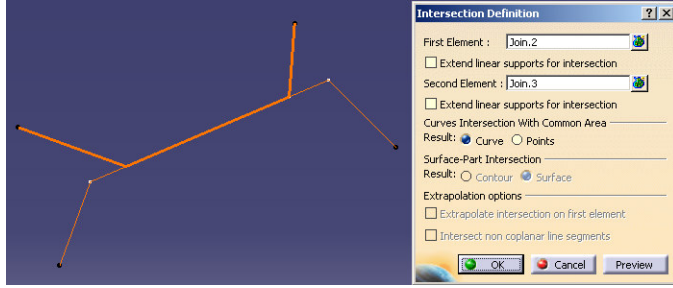 Intersection Definition
First Element : Join.2
Extend linear supports for intersection
Second Element : Join.3
Extend linear supports for intersection
Curves Intersection With Common Area
Result: Curve Points
Surface-Part Intersection
Result: Contour Surface
Extrapolation options
Extrapolate intersection on first element
Intersect non coplanar line segments
OK Cancel Preview